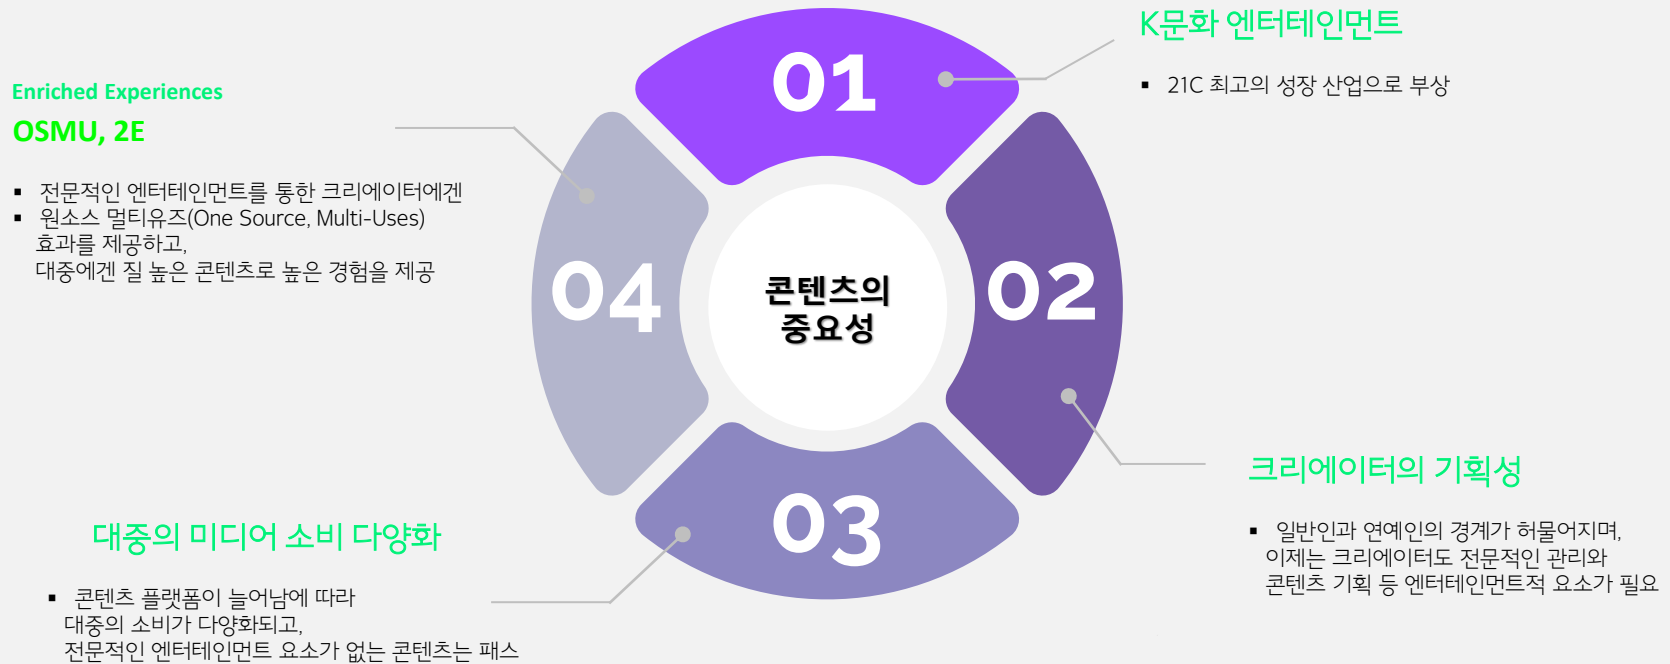 01
K문화 엔터테인먼트
▪ 21C 최고의 성장 산업으로 부상
02
크리에이터의 기획성
▪ 일반인과 연예인의 경계가 허물어지며,
이제는 크리에이터도 전문적인 관리와
콘텐츠 기획 등 엔터테인먼트적 요소가 필요
03
대중의 미디어 소비 다양화
▪ 콘텐츠 플랫폼이 늘어남에 따라
대중의 소비가 다양화되고,
전문적인 엔터테인먼트 요소가 없는 콘텐츠는 패스
04
Enriched Experiences
OSMU, 2E
▪ 전문적인 엔터테인먼트를 통한 크리에이터에겐
▪ 원소스 멀티유즈(One Source, Multi-Uses)
효과를 제공하고,
대중에겐 질 높은 콘텐츠로 높은 경험을 제공
콘텐츠의
중요성